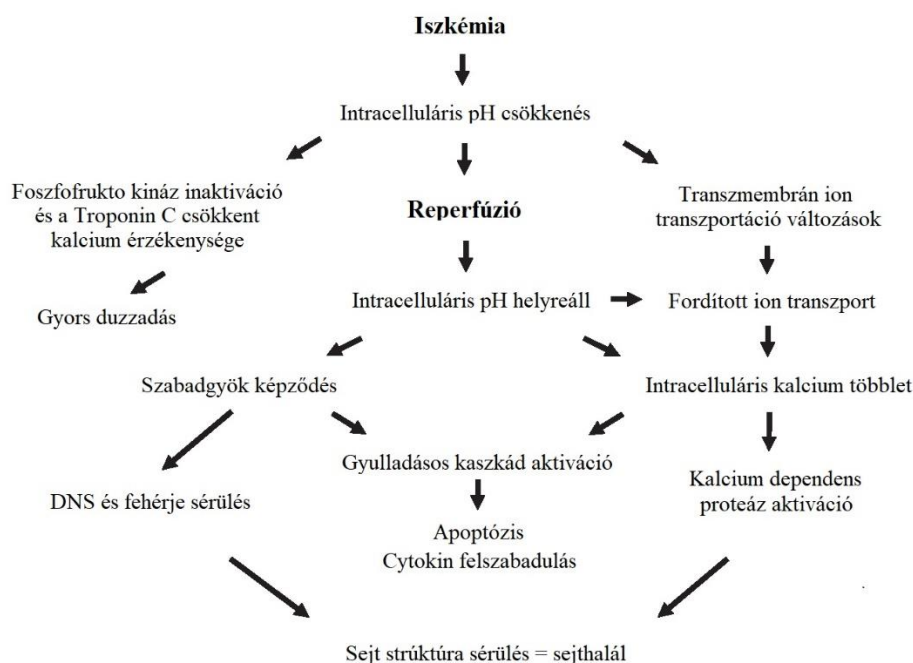 Iszkémia
Intracelluláris pH csökkenés
Foszfofrukto kináz inaktiváció
és a Troponin C csökkent
kalcium érzékenysége
Reperfúzió
Transzmembrán ion
transzportáció változások
Gyors duzzadás
Intracelluláris pH helyreáll
Fordított ion transzport
Szabadgyök képződés
Intracelluláris kalcium többlet
Gyulladásos kaszkád aktiváció
DNS és fehérje sérülés
Kalcium dependens
proteáz aktiváció
Apoptózis
Cytokin felszabadulás
Sejt strúktúra sérülés = sejthalál